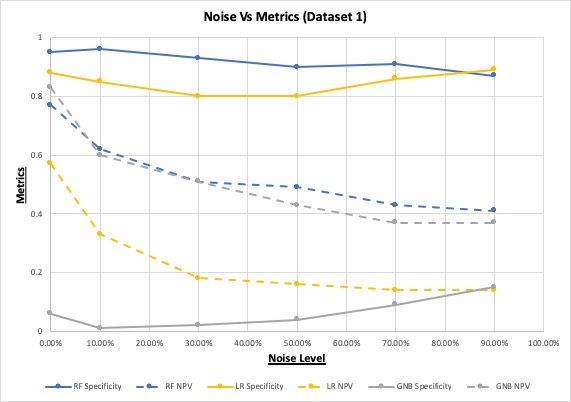 Noise Vs Metrics (Dataset 1)
1
0.8
0.6
0.4
0.2
0
Metrics
0.00% 10.00% 20.00% 30.00% 40.00% 50.00% 60.00% 70.00% 80.00% 90.00% 100.00%
Noise Level
RF Specificity RF NPV LR Specificity LR NPV GNB Specificity GNB NPV